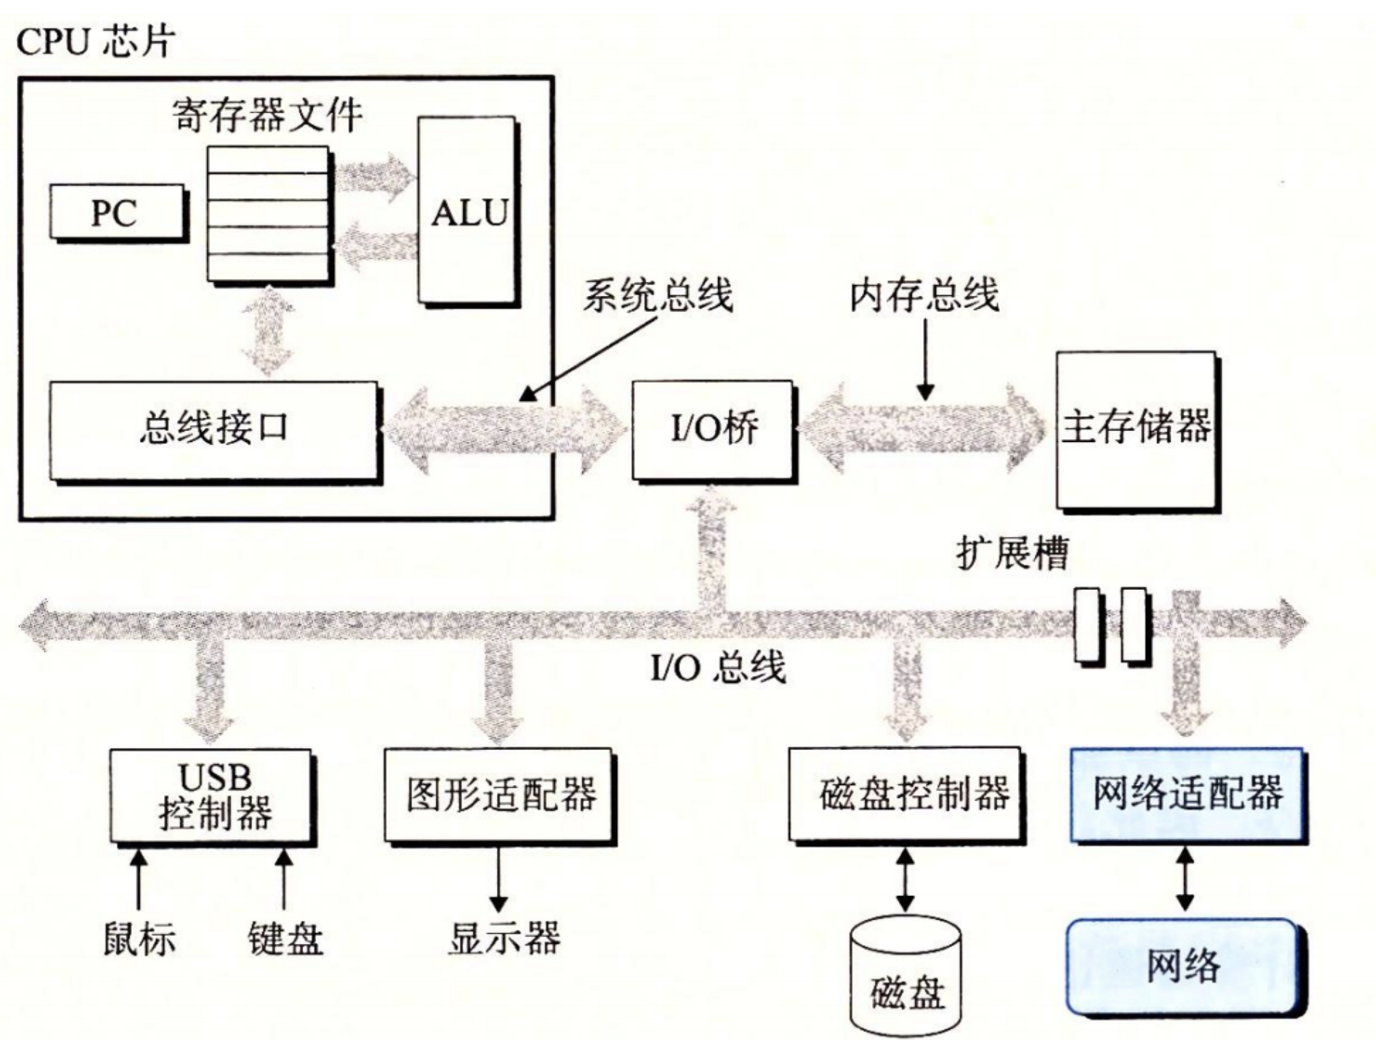 CPU 芯片
寄存器文件
PC
ALU
系统总线
内存总线
总线接口
I/O桥
主存储器
扩展槽
I/O 总线
USB
控制器
图形适配器
磁盘控制器
网络适配器
鼠标
键盘
显示器
磁盘
网络